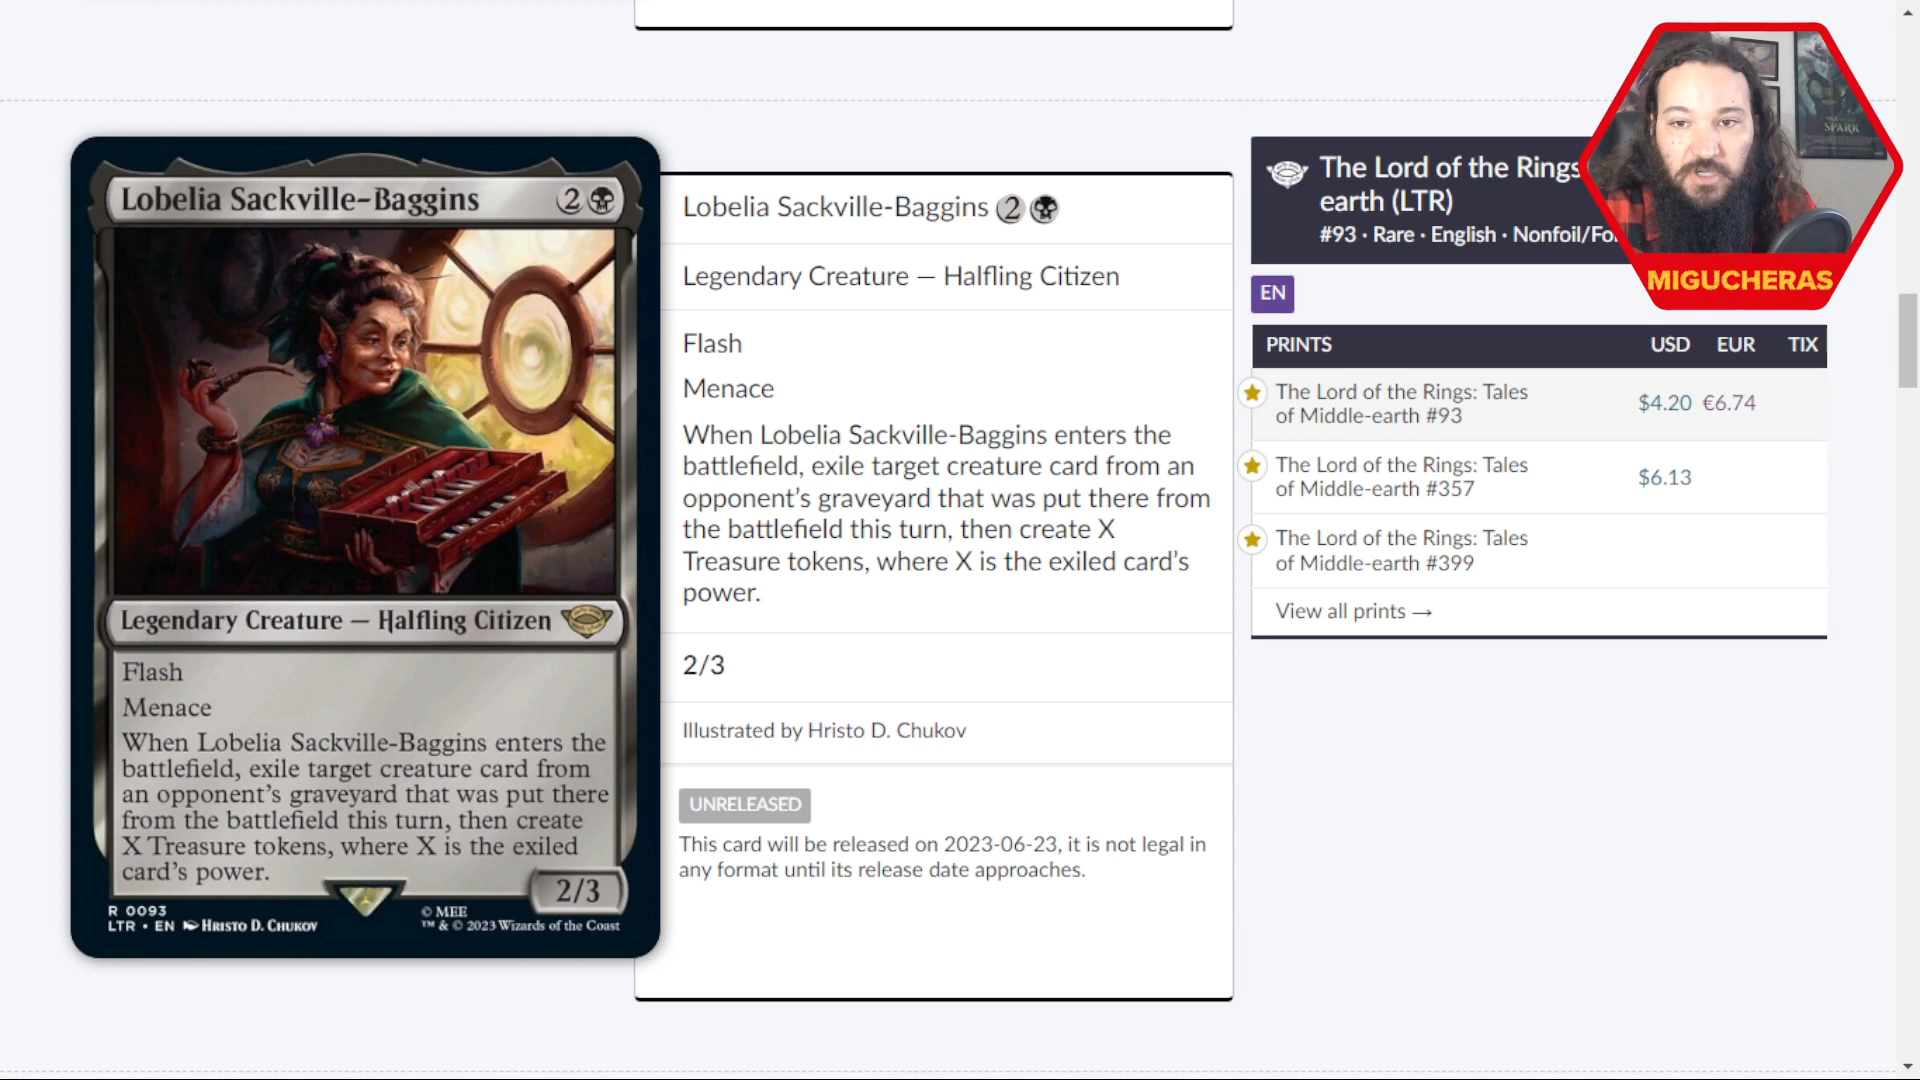 Lobelia Sackville-Baggins 2
Legendary Creature — Halfling Citizen
Flash
Menace
When Lobelia Sackville-Baggins enters the
battlefield, exile target creature card from
an opponent's graveyard that was put there
from the battlefield this turn, then create
X Treasure tokens, where X is the exiled
card's power.
2/3
R 0093
LTR • EN HRISTO D. CHUKOV
© MEE
™ & © 2023 Wizards of the Coast
Lobelia Sackville-Baggins 2
Legendary Creature — Halfling Citizen
Flash
Menace
When Lobelia Sackville-Baggins enters the
battlefield, exile target creature card from an
opponent's graveyard that was put there from
the battlefield this turn, then create X
Treasure tokens, where X is the exiled card's
power.
2/3
Illustrated by Hristo D. Chukov
UNRELEASED
This card will be released on 2023-06-23, it is not legal in
any format until its release date approaches.
The Lord of the Rings
earth (LTR)
#93 · Rare · English · Nonfoil/Fo
EN
PRINTS USD EUR TIX
The Lord of the Rings: Tales
of Middle-earth #93 $4.20 €6.74
The Lord of the Rings: Tales
of Middle-earth #357 $6.13
The Lord of the Rings: Tales
of Middle-earth #399
View all prints →
SPARK
MIGUCHERAS